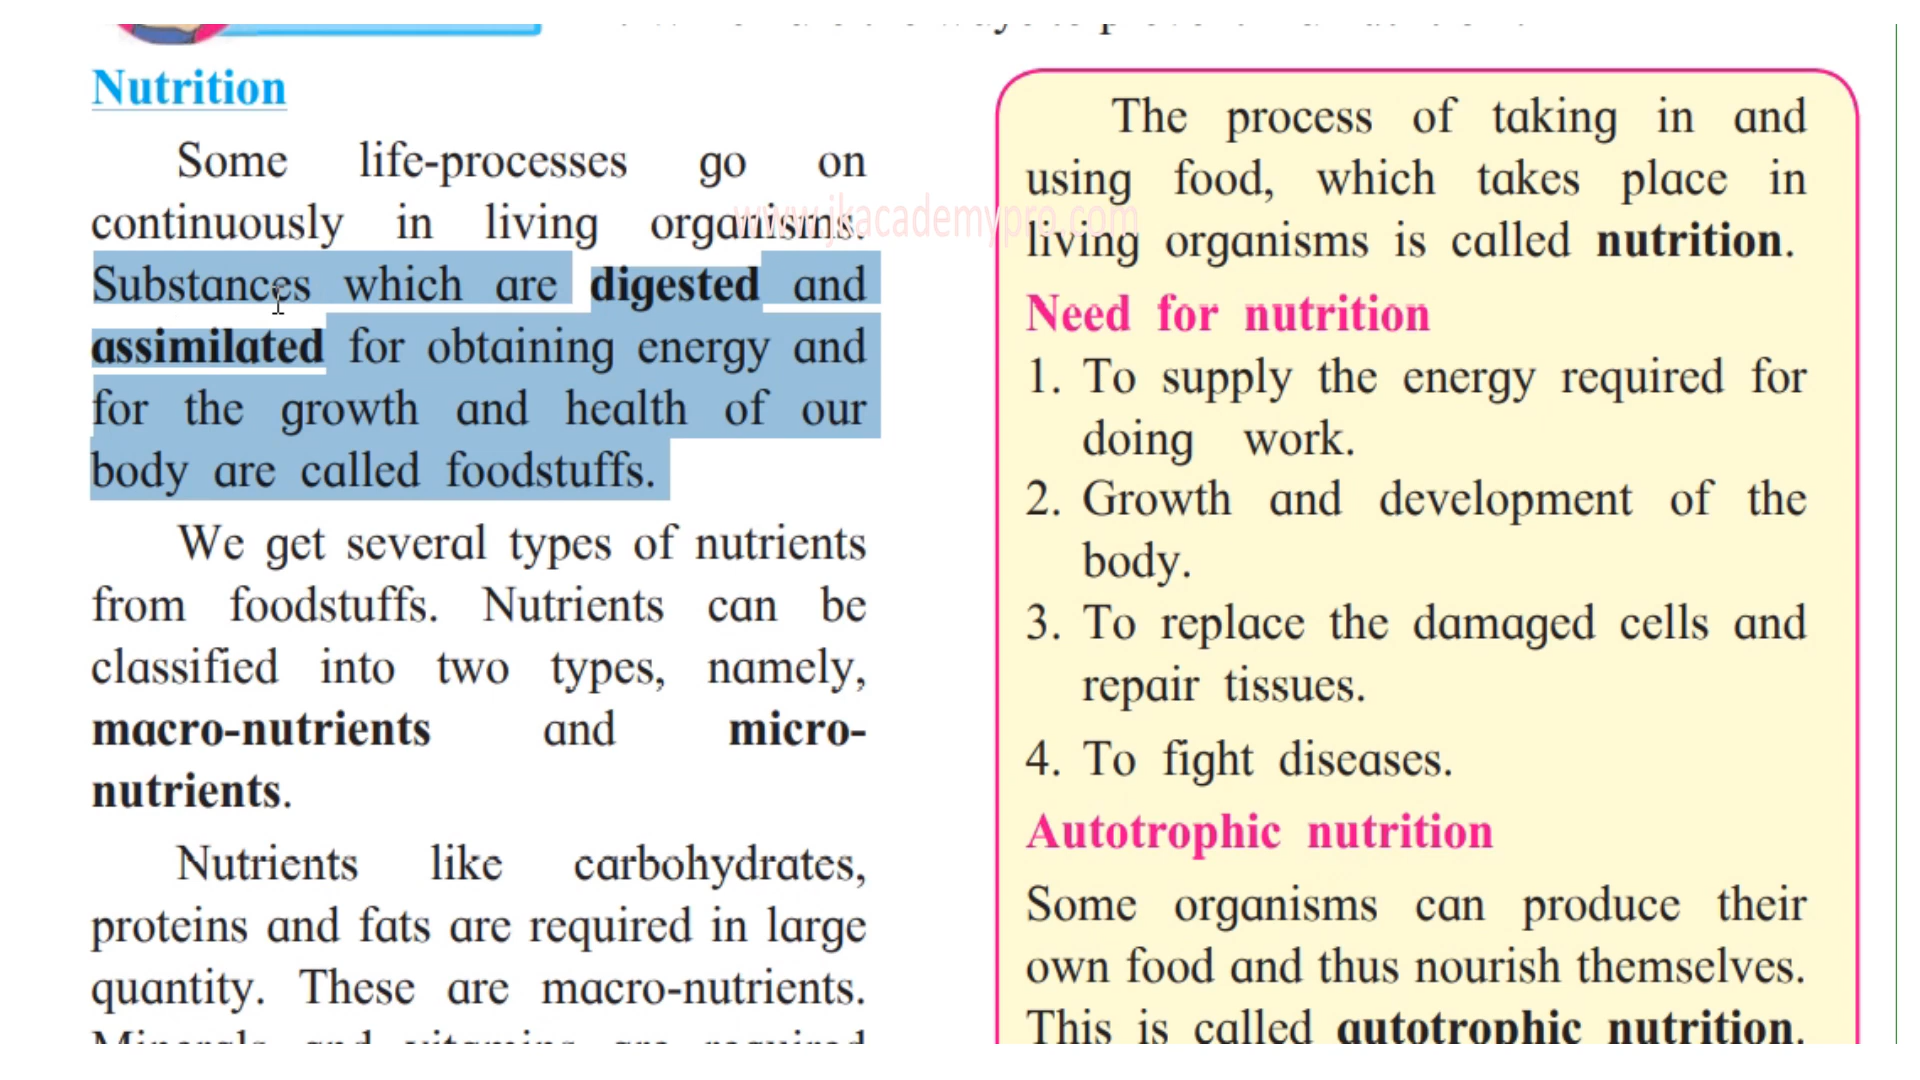 Nutrition
Some life-processes go on
continuously in living organisms.
Substances which are digested and
assimilated for obtaining energy and
for the growth and health of our
body are called foodstuffs.
We get several types of nutrients
from foodstuffs. Nutrients can be
classified into two types, namely,
macro-nutrients and micro-
nutrients.
Nutrients like carbohydrates,
proteins and fats are required in large
quantity. These are macro-nutrients.
Minerals and vitamins are required
The process of taking in and
using food, which takes place in
living organisms is called nutrition.
Need for nutrition
1. To supply the energy required for
doing work.
2. Growth and development of the
body.
3. To replace the damaged cells and
repair tissues.
4. To fight diseases.
Autotrophic nutrition
Some organisms can produce their
own food and thus nourish themselves.
This is called autotrophic nutrition.
www.jkacademypro.com